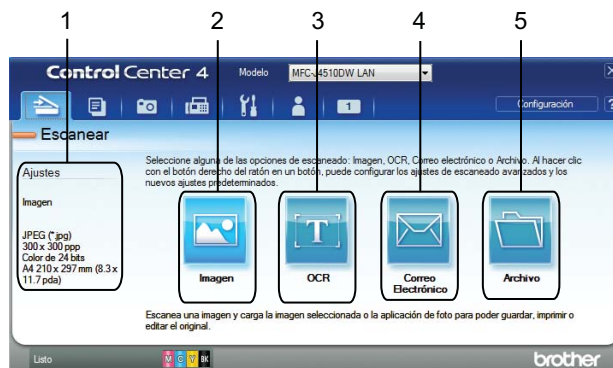 1 2 3 4 5
Control Center 4 Modelo MFC-J4510DW LAN
1 Configuración ?
Escanear
Ajustes
Imagen
JPEG (*.jpg)
300 x 300 ppp
Color de 24 bits
A4 210 x 297 mm (8.3 x
11.7 pda)
Seleccione alguna de las opciones de escaneado: Imagen, OCR, Correo electrónico o Archivo. Al hacer clic
con el botón derecho del ratón en un botón, puede configurar los ajustes de escaneado avanzados y los
nuevos ajustes predeterminados.
T
Imagen OCR Correo Electrónico Archivo
Escanea una imagen y carga la imagen seleccionada o la aplicación de foto para poder guardar, imprimir o
editar el original.
Listo M C Y BK brother